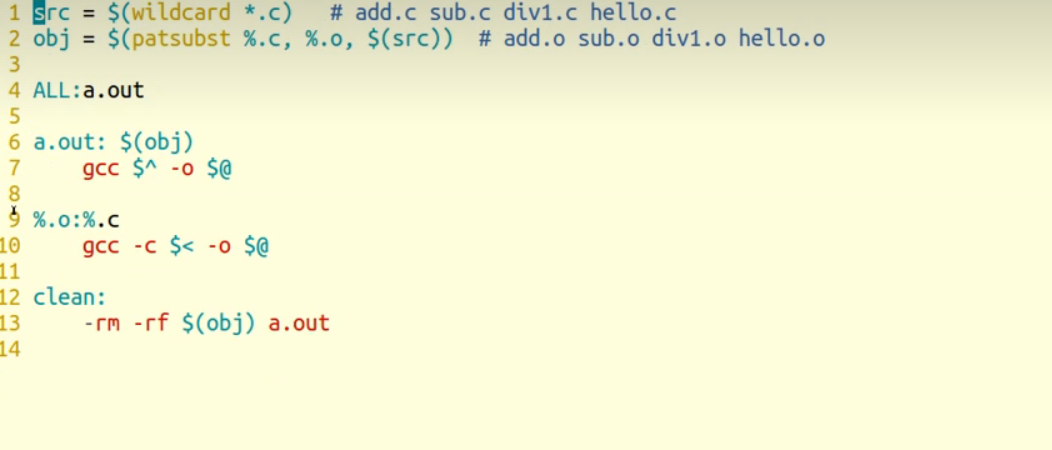 1 src = $(wildcard *.c)   # add.c sub.c div1.c hello.c
2 obj = $(patsubst %.c, %.o, $(src))  # add.o sub.o div1.o hello.o
3
4 ALL:a.out
5
6 a.out: $(obj)
7     gcc $^ -o $@
8
9 %.o:%.c
10     gcc -c $< -o $@
11
12 clean:
13     -rm -rf $(obj) a.out
14